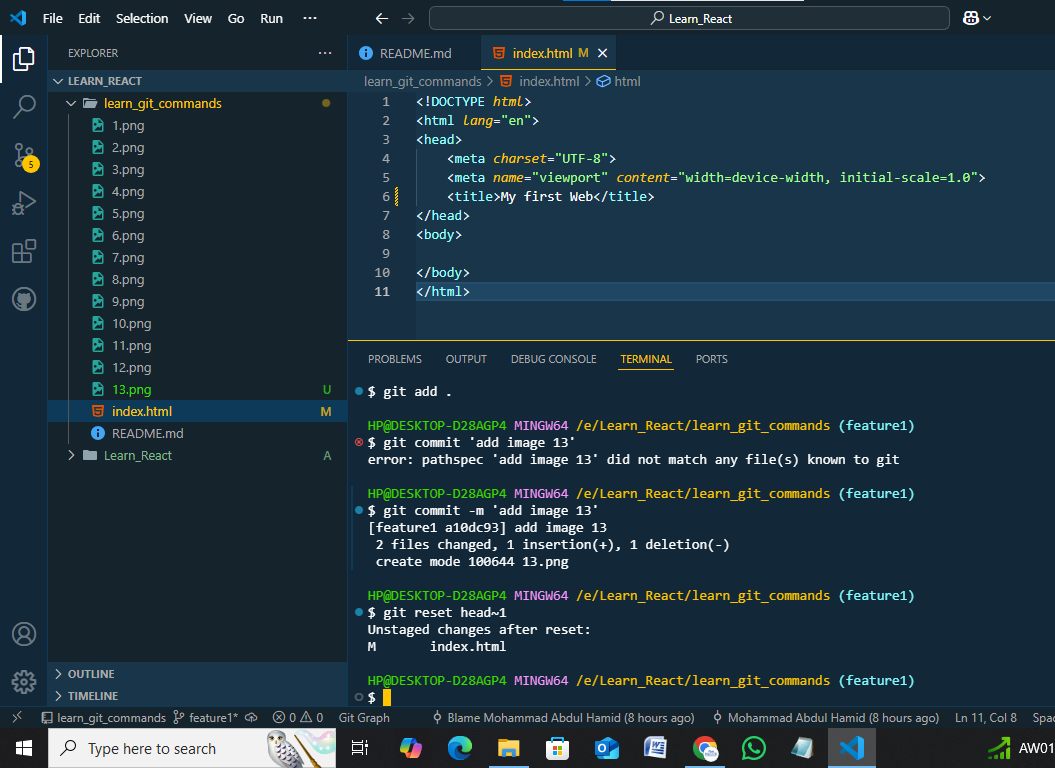 File Edit Selection View Go Run ··· Learn_React
EXPLORER ···
LEARN_REACT
learn_git_commands
1.png
2.png
3.png
4.png
5.png
6.png
7.png
8.png
9.png
10.png
11.png
12.png
13.png U
index.html M
README.md
Learn_React A
OUTLINE
TIMELINE
5
README.md index.html M
learn_git_commands > index.html > html
1 <!DOCTYPE html>
2 <html lang="en">
3 <head>
4 <meta charset="UTF-8">
5 <meta name="viewport" content="width=device-width, initial-scale=1.0">
6 <title>My first Web</title>
7 </head>
8 <body>
9
10 </body>
11 </html>
PROBLEMS OUTPUT DEBUG CONSOLE TERMINAL PORTS
$ git add .
HP@DESKTOP-D28AGP4 MINGW64 /e/Learn_React/learn_git_commands (feature1)
$ git commit 'add image 13'
error: pathspec 'add image 13' did not match any file(s) known to git
HP@DESKTOP-D28AGP4 MINGW64 /e/Learn_React/learn_git_commands (feature1)
$ git commit -m 'add image 13'
[feature1 a10dc93] add image 13
2 files changed, 1 insertion(+), 1 deletion(-)
create mode 100644 13.png
HP@DESKTOP-D28AGP4 MINGW64 /e/Learn_React/learn_git_commands (feature1)
$ git reset head~1
Unstaged changes after reset:
M index.html
HP@DESKTOP-D28AGP4 MINGW64 /e/Learn_React/learn_git_commands (feature1)
$
learn_git_commands feature1* 0 0 Git Graph Blame Mohammad Abdul Hamid (8 hours ago) Mohammad Abdul Hamid (8 hours ago) Ln 11, Col 8 Spac
Type here to search AW01